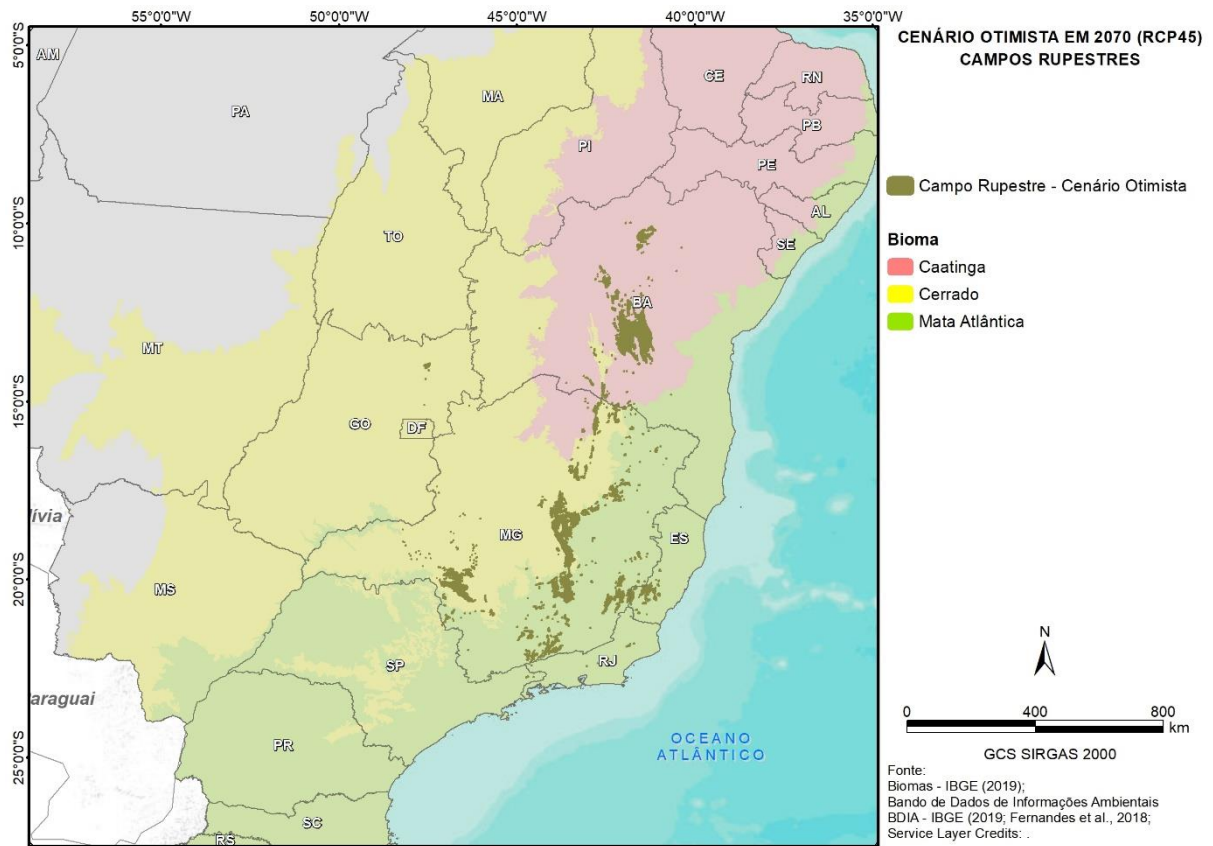 55°0'0"W
50°0'0"W
45°0'0"W
40°0'0"W
35°0'0"W
5°0'0"S
10°0'0"S
15°0'0"S
20°0'0"S
25°0'0"S
AM
PA
MA
CE
RN
PB
PI
PE
AL
SE
TO
BA
MT
GO
DF
MG
ES
MS
SP
RJ
PR
SC
RS
lívia
araguai
OCEANO
ATLÂNTICO
CENÁRIO OTIMISTA EM 2070 (RCP45)
CAMPOS RUPESTRES
Campo Rupestre - Cenário Otimista
Bioma
Caatinga
Cerrado
Mata Atlântica
N
0 400 800
km
GCS SIRGAS 2000
Fonte:
Biomas - IBGE (2019);
Bando de Dados de Informações Ambientais
BDIA - IBGE (2019; Fernandes et al., 2018;
Service Layer Credits: .